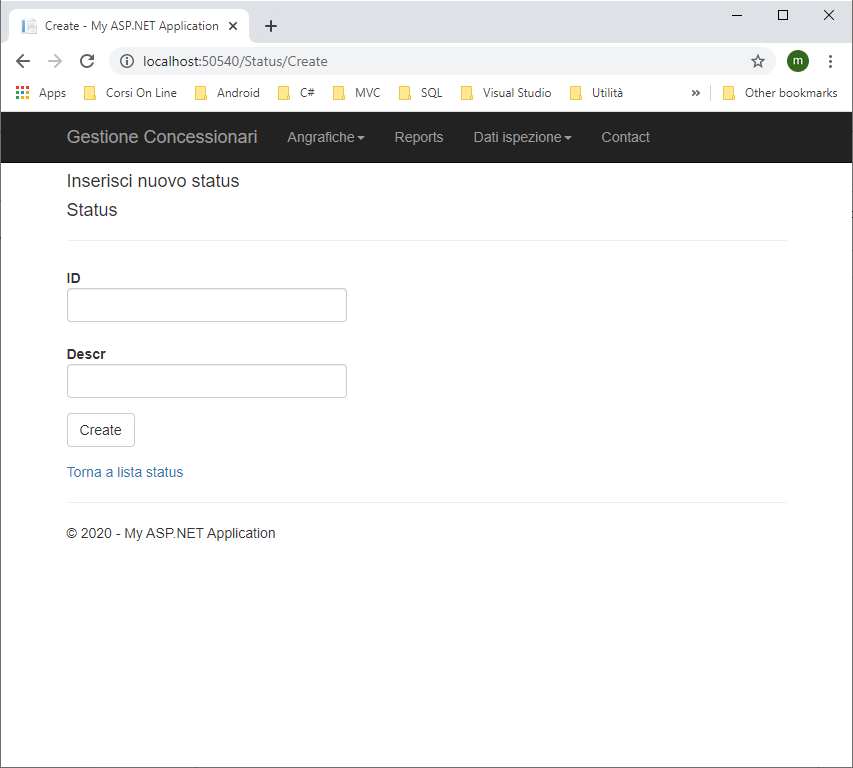 Create - My ASP.NET Application
localhost:50540/Status/Create
m
Apps Corsi On Line Android C# MVC SQL Visual Studio Utilità » Other bookmarks
Gestione Concessionari Angrafiche Reports Dati ispezione Contact
Inserisci nuovo status
Status
ID
Descr
Create
Torna a lista status
© 2020 - My ASP.NET Application